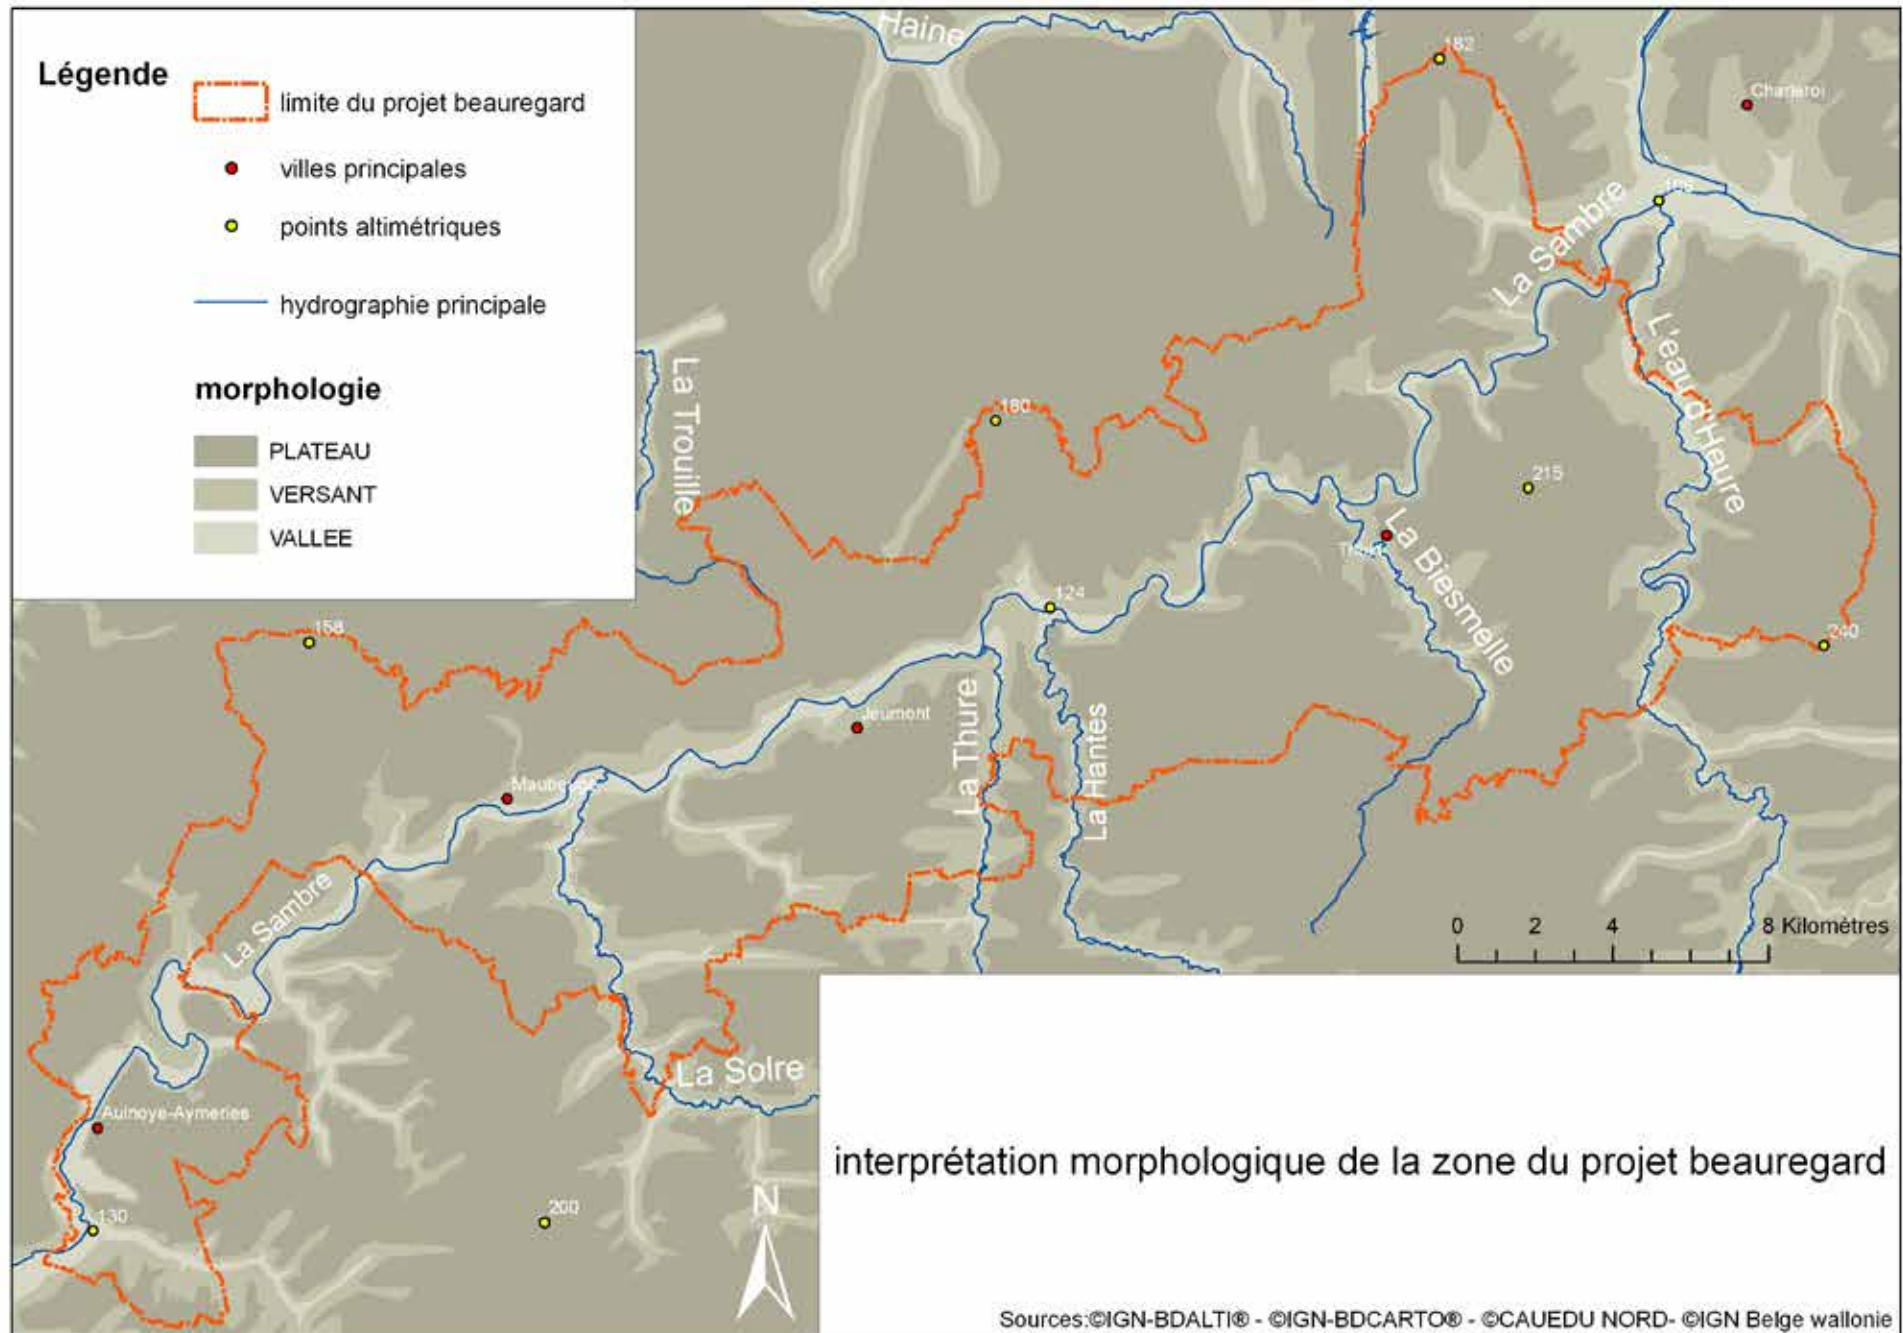 Légende
limite du projet beauregard
villes principales
points altimétriques
hydrographie principale
morphologie
PLATEAU
VERSANT
VALLEE
Haine
182
Charleroi
La Sambre
L'eau d'Heure
La Trouille
180
215
La Biesmelle
124
158
240
Jeumont
La Thure
La Hantes
Maubeuge
La Sambre
0 2 4 8 Kilomètres
La Solre
Aulnoye-Aymeries
130
200
N
interprétation morphologique de la zone du projet beauregard
Sources:©IGN-BDALTI® - ©IGN-BDCARTO® - ©CAUEDU NORD- ©IGN Belge wallonie